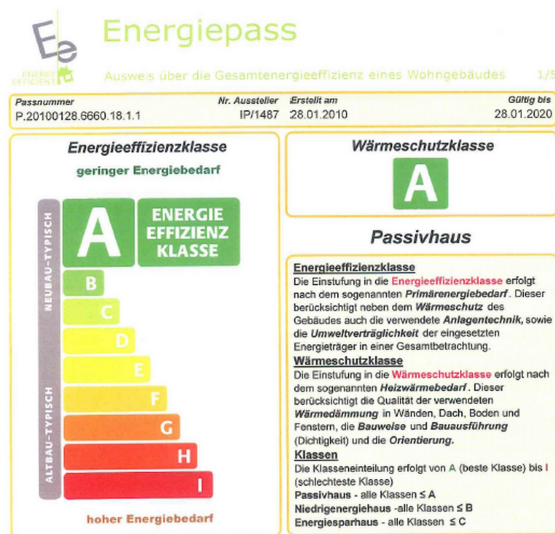 Ee
ENERGY
EFFICIENT
Energiepass
Ausweis über die Gesamtenergieeffizienz eines Wohngebäudes 1/5
Passnummer Nr. Aussteller Erstellt am Gültig bis
P.20100128.6660.18.1.1 IP/1487 28.01.2010 28.01.2020
Energieeffizienzklasse
geringer Energiebedarf
NEUBAU-TYPISCH
ALTBAU-TYPISCH
A ENERGIE
EFFIZIENZ
KLASSE
B
C
D
E
F
G
H
I
hoher Energiebedarf
Wärmeschutzklasse
A
Passivhaus
Energieeffizienzklasse
Die Einstufung in die Energieeffizienzklasse erfolgt
nach dem sogenannten Primärenergiebedarf. Dieser
berücksichtigt neben dem Wärmeschutz des
Gebäudes auch die verwendete Anlagentechnik, sowie
die Umweltverträglichkeit der eingesetzten
Energieträger in einer Gesamtbetrachtung.
Wärmeschutzklasse
Die Einstufung in die Wärmeschutzklasse erfolgt nach
dem sogenannten Heizwärmebedarf. Dieser
berücksichtigt die Qualität der verwendeten
Wärmedämmung in Wänden, Dach, Boden und
Fenstern, die Bauweise und Bauausführung
(Dichtigkeit) und die Orientierung.
Klassen
Die Klasseneinteilung erfolgt von A (beste Klasse) bis I
(schlechteste Klasse)
Passivhaus - alle Klassen ≤ A
Niedrigenergiehaus -alle Klassen ≤ B
Energiesparhaus - alle Klassen ≤ C